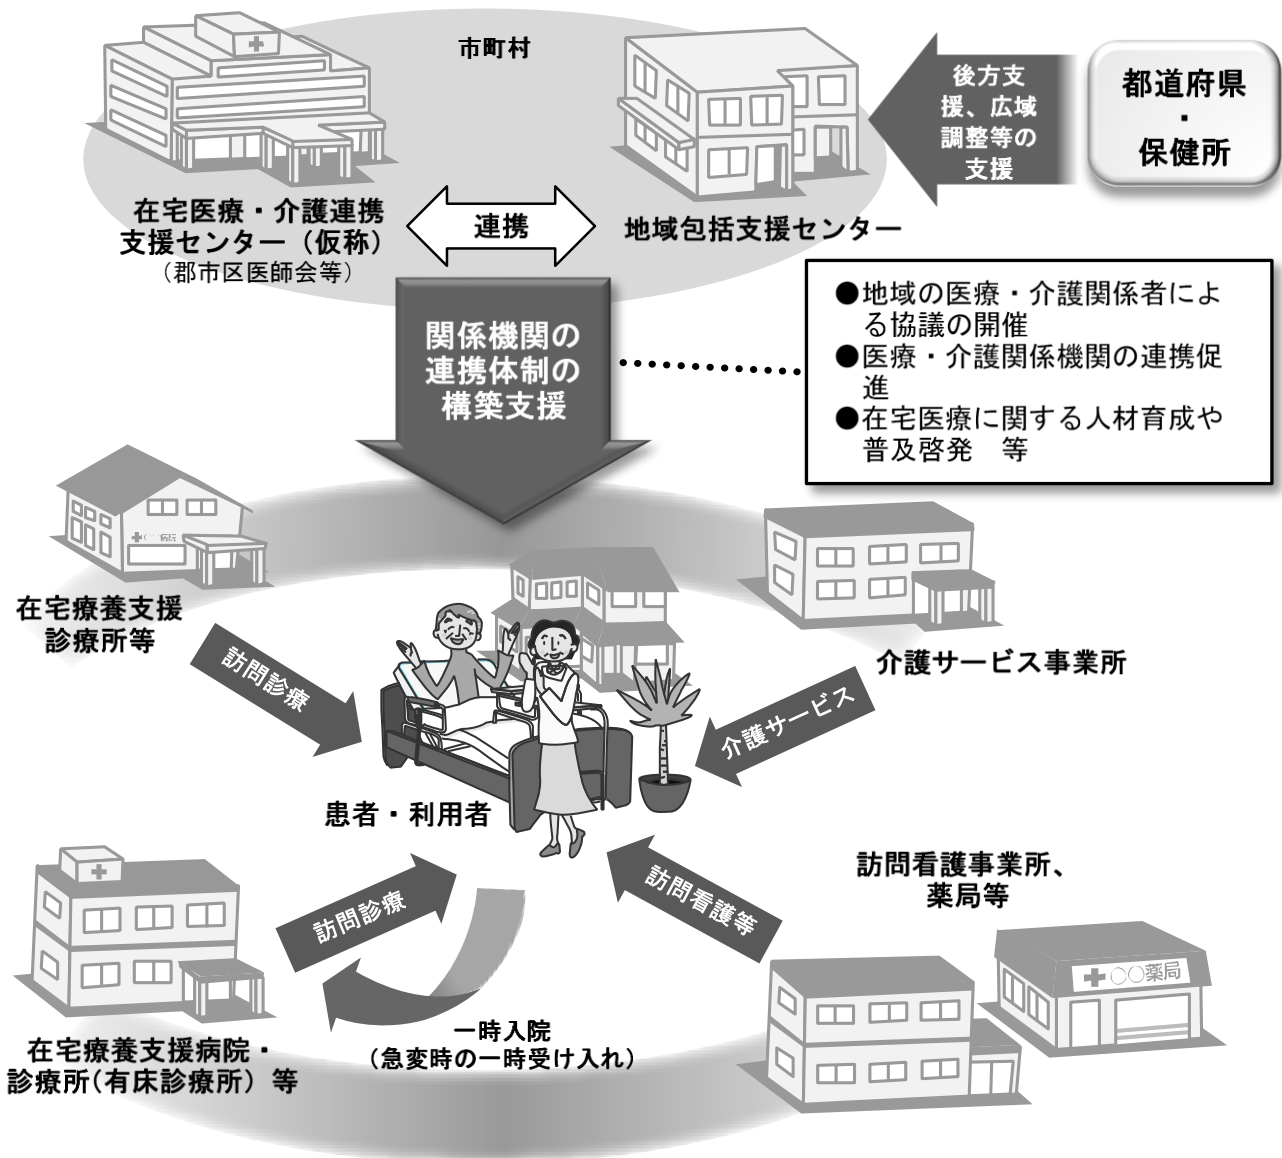 市町村
後方支
援、広域
調整等の
支援
都道府県
・
保健所
在宅医療・介護連携
支援センター（仮称）
（郡市区医師会等）
連携
地域包括支援センター
関係機関の
連携体制の
構築支援
●地域の医療・介護関係者によ
る協議の開催
●医療・介護関係機関の連携促
進
●在宅医療に関する人材育成や
普及啓発　等
病院
在宅療養支援
診療所等
訪問診療
介護サービス事業所
介護サービス
患者・利用者
訪問診療
訪問看護等
訪問看護事業所、
薬局等
〇〇薬局
一時入院
（急変時の一時受け入れ）
在宅療養支援病院・
診療所（有床診療所）等